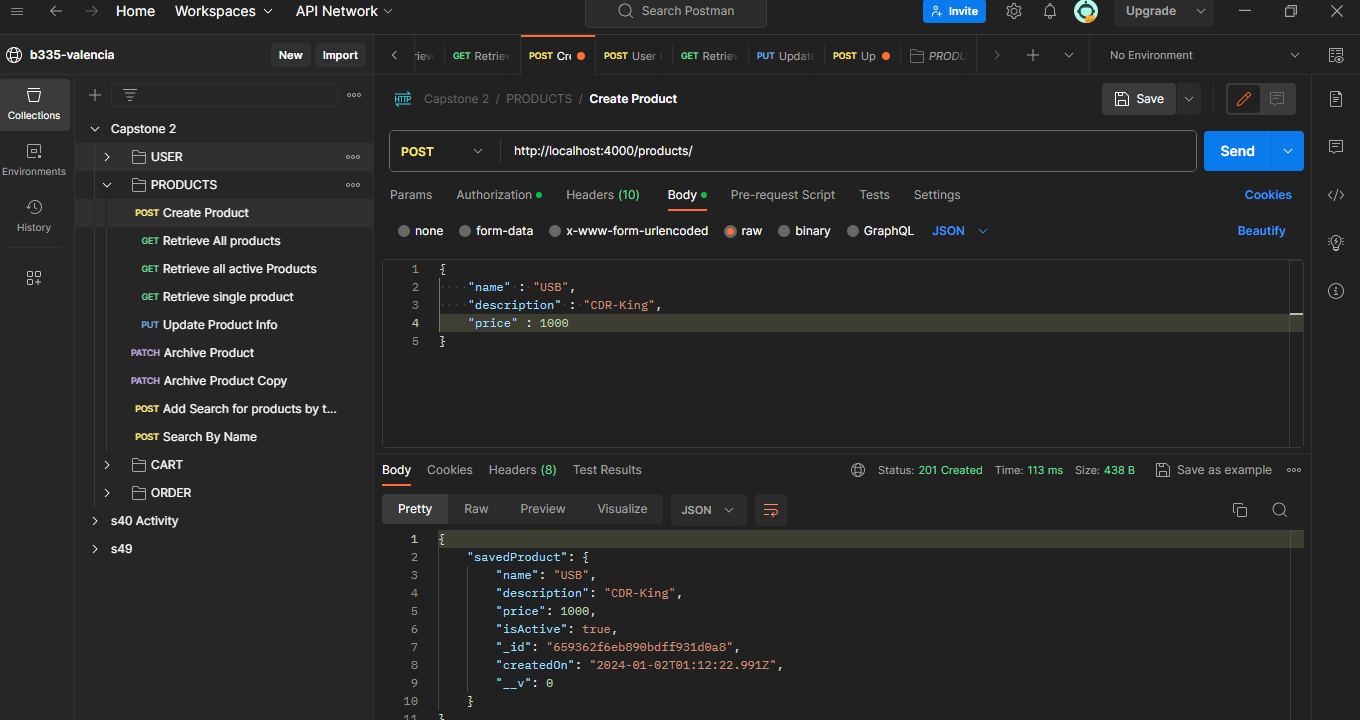 Home Workspaces API Network Search Postman Invite Upgrade
b335-valencia New Import
GET Retriev POST Cr POST User GET Retriev PUT Update POST Up PRODU No Environment
Collections
Environments
History
Capstone 2
USER
PRODUCTS
POST Create Product
GET Retrieve All products
GET Retrieve all active Products
GET Retrieve single product
PUT Update Product Info
PATCH Archive Product
PATCH Archive Product Copy
POST Add Search for products by t...
POST Search By Name
CART
ORDER
s40 Activity
s49
HTTP Capstone 2 / PRODUCTS / Create Product Save
POST http://localhost:4000/products/ Send
Params Authorization Headers (10) Body Pre-request Script Tests Settings Cookies
none form-data x-www-form-urlencoded raw binary GraphQL JSON Beautify
1 {
2 "name" : "USB",
3 "description" : "CDR-King",
4 "price" : 1000
5 }
Body Cookies Headers (8) Test Results Status: 201 Created Time: 113 ms Size: 438 B Save as example
Pretty Raw Preview Visualize JSON
1 {
2 "savedProduct": {
3 "name": "USB",
4 "description": "CDR-King",
5 "price": 1000,
6 "isActive": true,
7 "_id": "659362f6eb890bdff931d0a8",
8 "createdOn": "2024-01-02T01:12:22.991Z",
9 "__v": 0
10 }
11 }